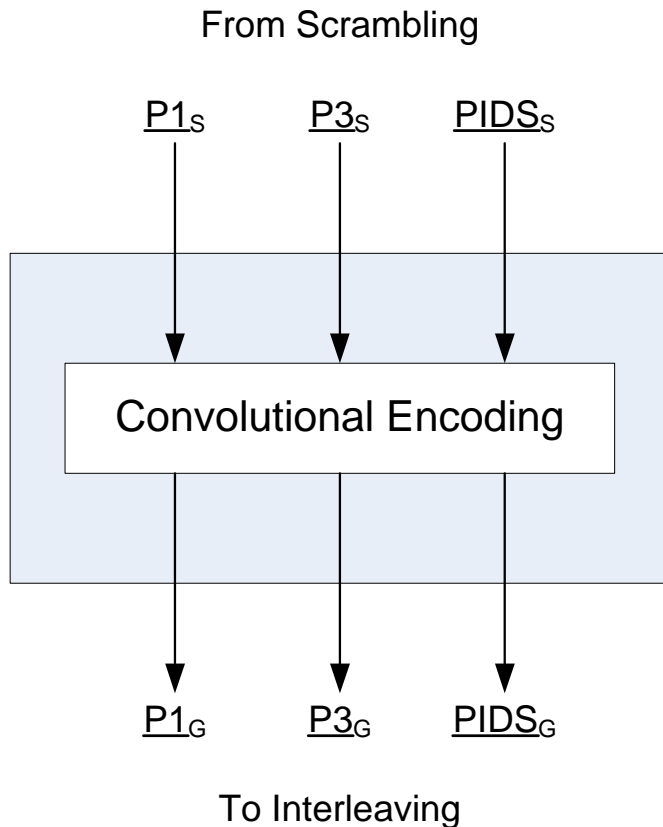 From Scrambling
P1S P3S PIDSS
Convolutional Encoding
P1G P3G PIDSG
To Interleaving